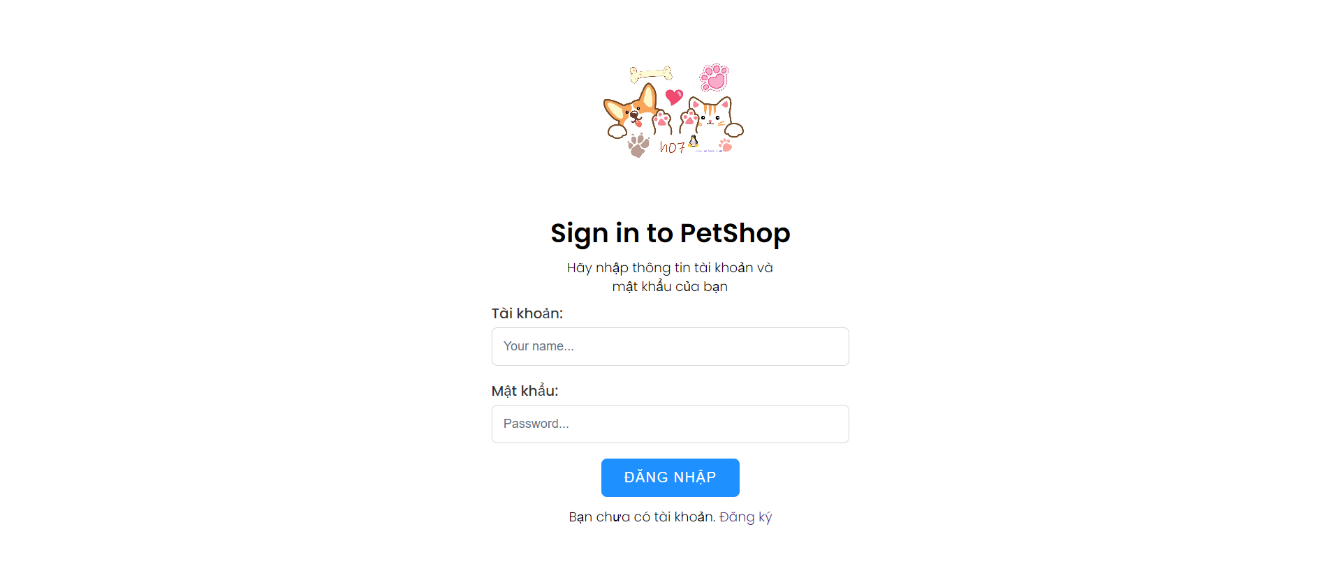 h07
Sign in to PetShop
Hãy nhập thông tin tài khoản và
mật khẩu của bạn
Tài khoản:
Your name...
Mật khẩu:
Password...
ĐĂNG NHẬP
Bạn chưa có tài khoản. Đăng ký